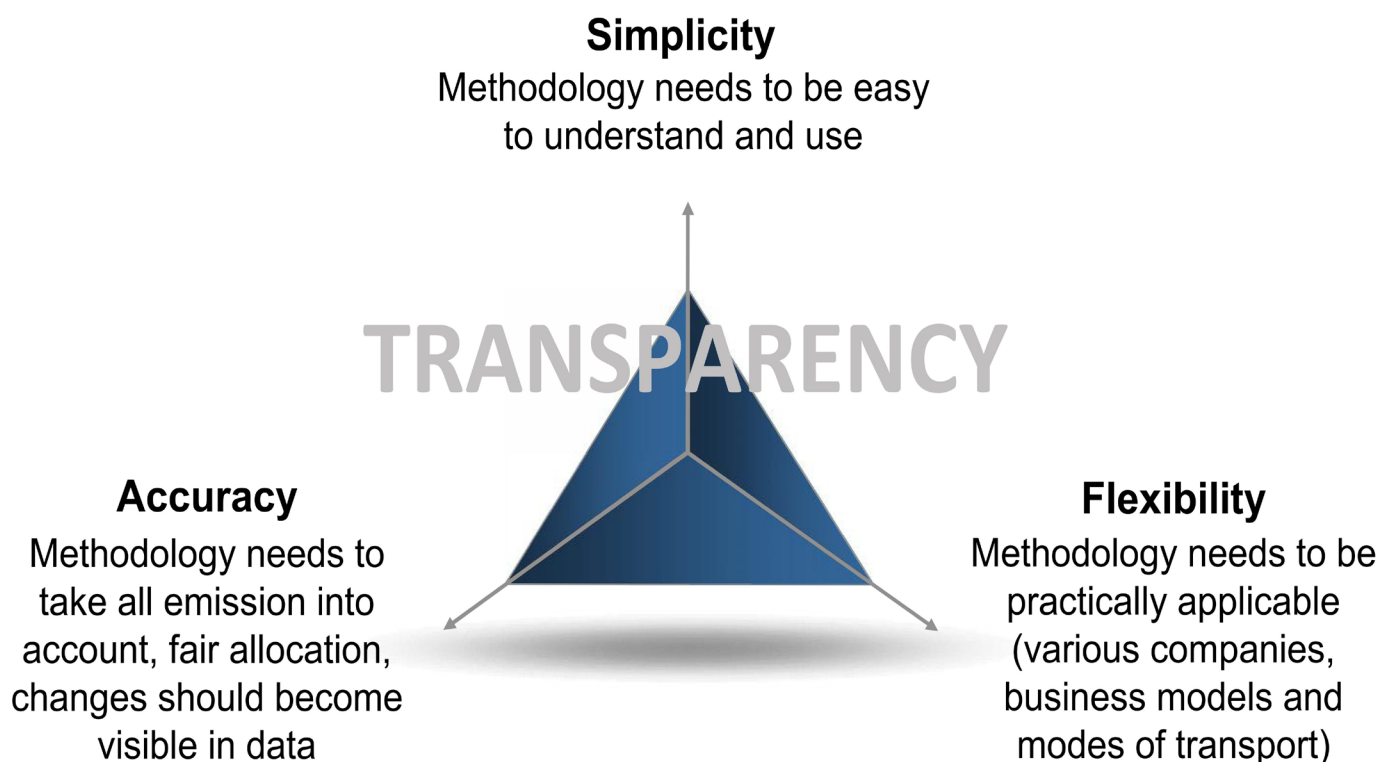 Simplicity
Methodology needs to be easy
to understand and use
TRANSPARENCY
Accuracy
Methodology needs to
take all emission into
account, fair allocation,
changes should become
visible in data
Flexibility
Methodology needs to be
practically applicable
(various companies,
business models and
modes of transport)